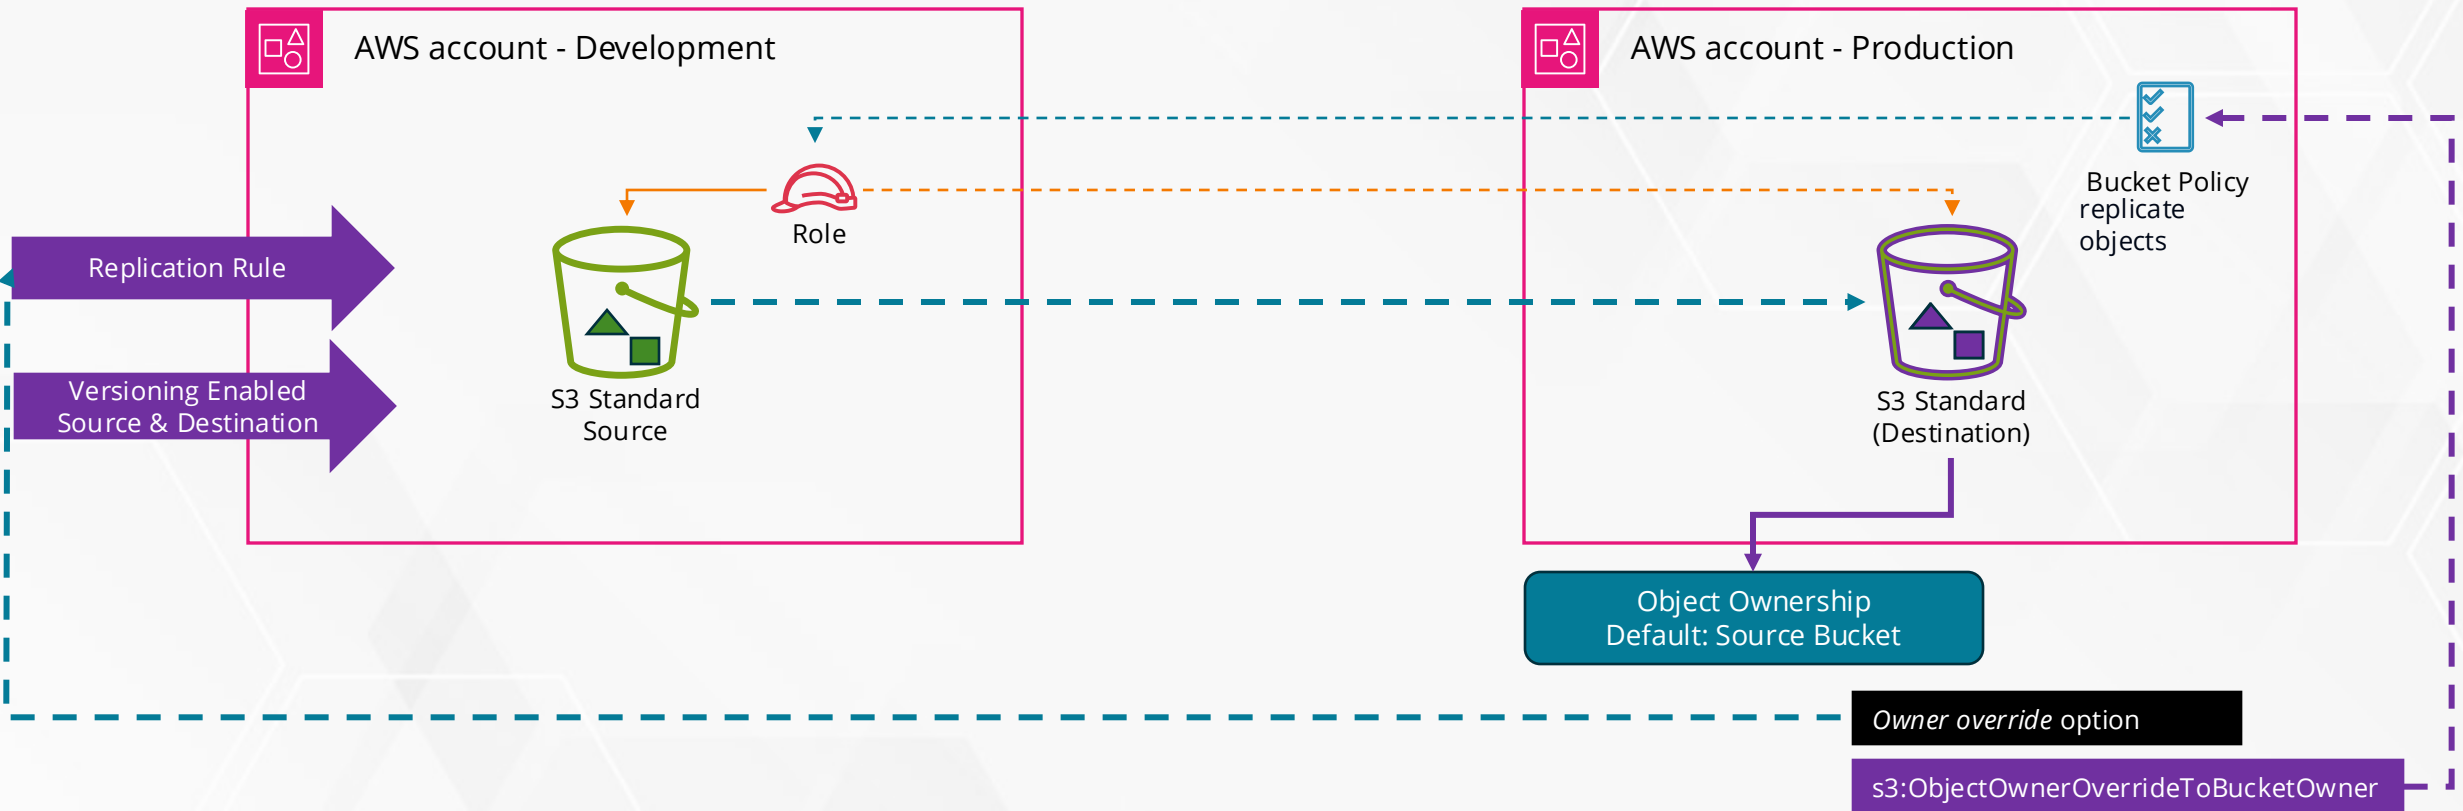 AWS account - Development
AWS account - Production
Bucket Policy
replicate
objects
Role
Replication Rule
Versioning Enabled
Source & Destination
S3 Standard
Source
S3 Standard
(Destination)
Object Ownership
Default: Source Bucket
Owner override option
s3:ObjectOwnerOverrideToBucketOwner